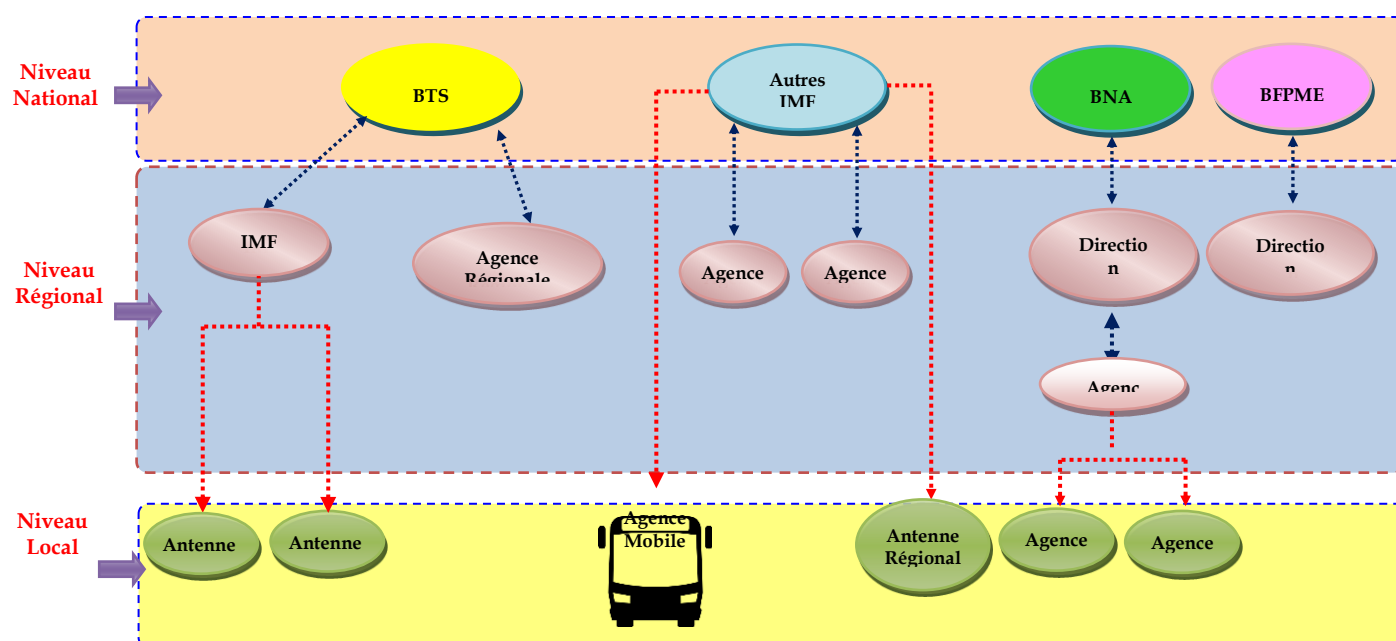 Niveau
National
BTS
Autres
IMF
BNA
BFPME
Niveau
Régional
IMF
Agence
Régionale
Agence
Agence
Directio
n
Directio
n
Agenc
Niveau
Local
Antenne
Antenne
Agence
Mobile
Antenne
Régional
Agence
Agence